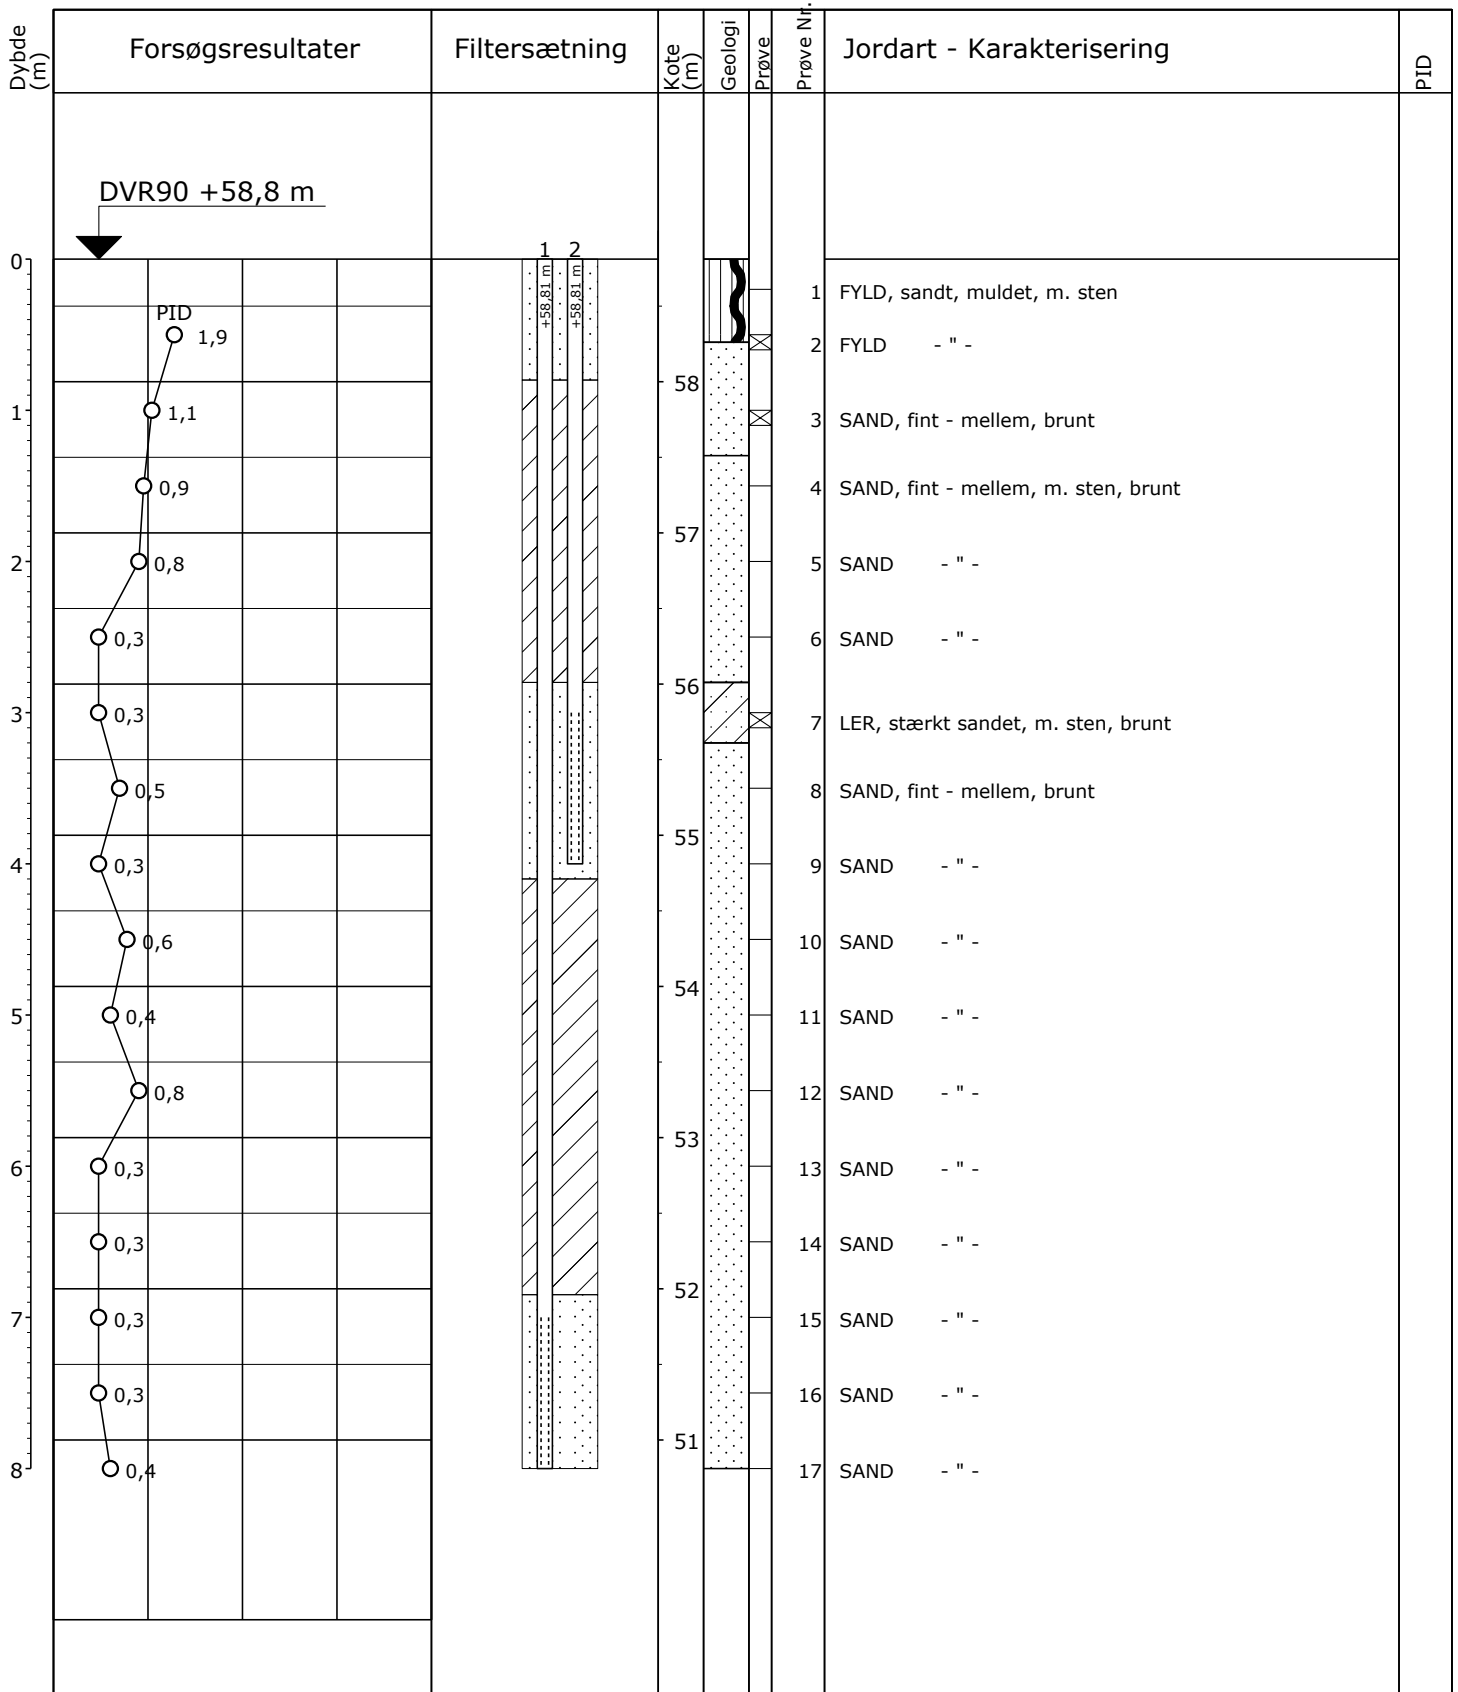 Dybde (m)
Forsøgsresultater
Filtersætning
Kote (m)
Geologi
Prøve
Prøve Nr.
Jordart - Karakterisering
PID
DVR90 +58,8 m
1 2
+58,81 m
+58,81 m
0
1 FYLD, sandt, muldet, m. sten
PID
1,9
2 FYLD - " -
58
1
1,1
3 SAND, fint - mellem, brunt
0,9
4 SAND, fint - mellem, m. sten, brunt
57
2
0,8
5 SAND - " -
0,3
6 SAND - " -
56
3
0,3
7 LER, stærkt sandet, m. sten, brunt
0,5
8 SAND, fint - mellem, brunt
55
4
0,3
9 SAND - " -
0,6
10 SAND - " -
54
5
0,4
11 SAND - " -
0,8
12 SAND - " -
53
6
0,3
13 SAND - " -
0,3
14 SAND - " -
52
7
0,3
15 SAND - " -
0,3
16 SAND - " -
51
8
0,4
17 SAND - " -